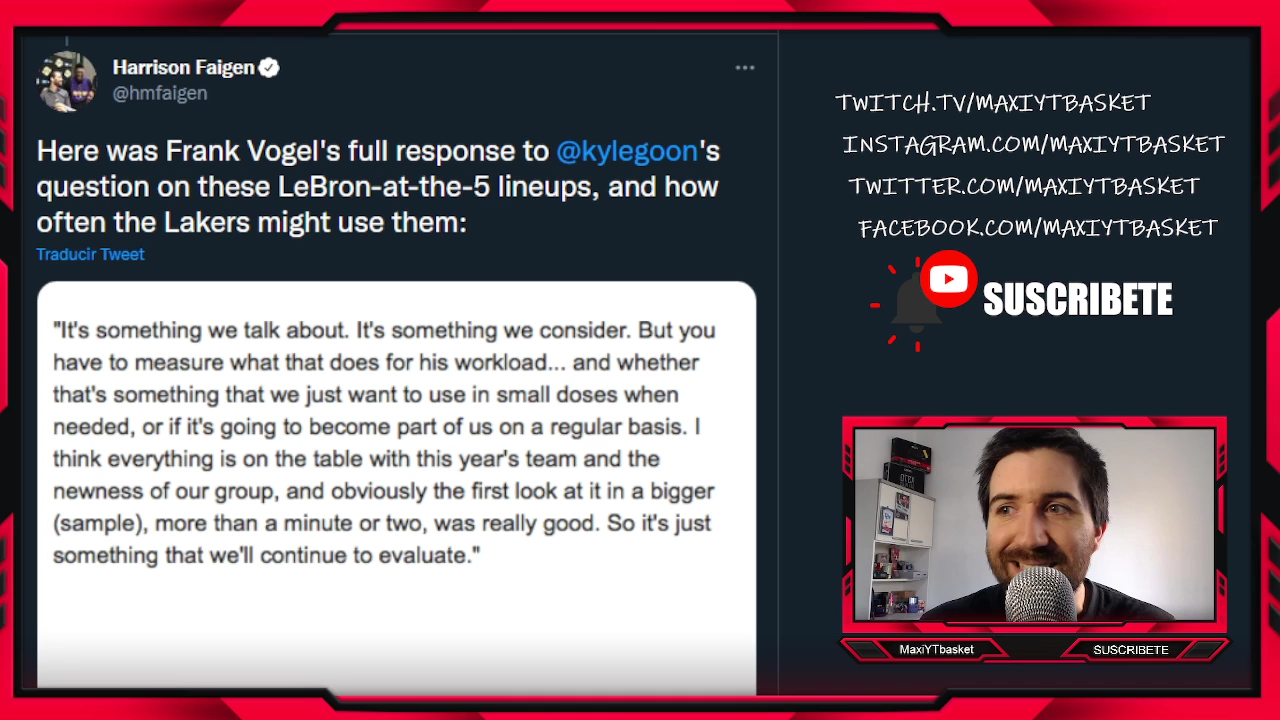 Harrison Faigen
@hmfaigen
Here was Frank Vogel's full response to @kylegoon's
question on these LeBron-at-the-5 lineups, and how
often the Lakers might use them:
Traducir Tweet
"It's something we talk about. It's something we consider. But you
have to measure what that does for his workload... and whether
that's something that we just want to use in small doses when
needed, or if it's going to become part of us on a regular basis. I
think everything is on the table with this year's team and the
newness of our group, and obviously the first look at it in a bigger
(sample), more than a minute or two, was really good. So it's just
something that we'll continue to evaluate."
TWITCH.TV/MAXIYTBASKET
INSTAGRAM.COM/MAXIYTBASKET
TWITTER.COM/MAXIYTBASKET
FACEBOOK.COM/MAXIYTBASKET
SUSCRIBETE
MaxiYTbasket
SUSCRIBETE